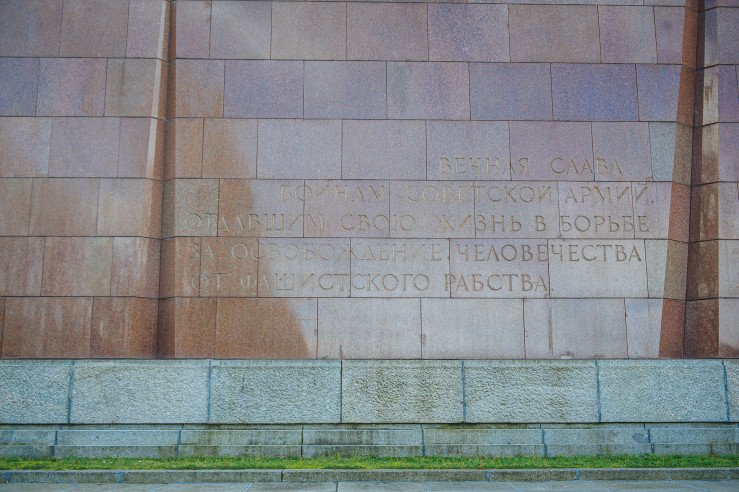 ВЕЧНАЯ СЛАВА
ВОИНАМ СОВЕТСКОЙ АРМИИ,
ОТДАВШИМ СВОЮ ЖИЗНЬ В БОРЬБЕ
ЗА ОСВОБОЖДЕНИЕ ЧЕЛОВЕЧЕСТВА
ОТ ФАШИСТСКОГО РАБСТВА.